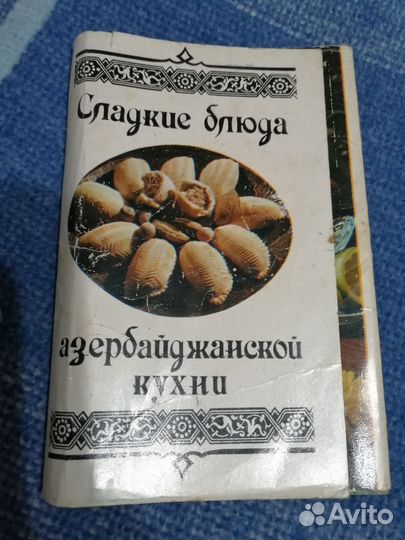 Сладкие блюда
азербайджанской
кухни
Avito